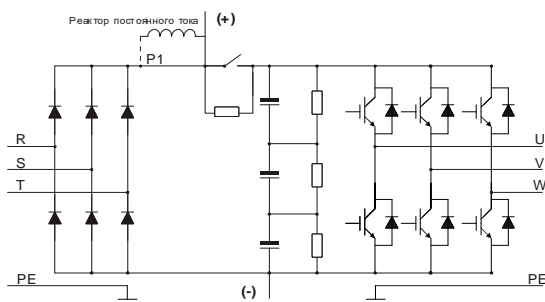 Реактор постоянного тока
(+)
P1
R
S
T
U
V
W
PE
(-)
PE